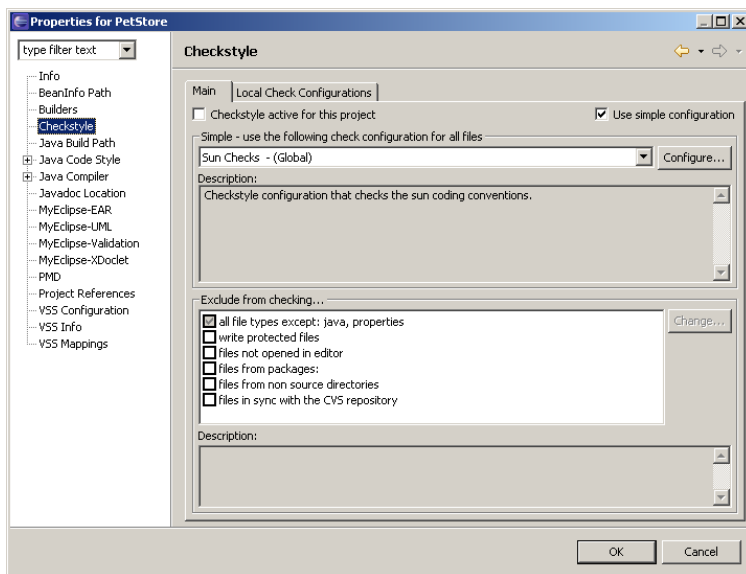 Properties for PetStore
type filter text
Checkstyle
Info
BeanInfo Path
Builders
Checkstyle
Java Build Path
Java Code Style
Java Compiler
Javadoc Location
MyEclipse-EAR
MyEclipse-UML
MyEclipse-Validation
MyEclipse-XDoclet
PMD
Project References
VSS Configuration
VSS Info
VSS Mappings
Main
Local Check Configurations
Checkstyle active for this project
Use simple configuration
Simple - use the following check configuration for all files
Sun Checks - (Global)
Configure...
Description:
Checkstyle configuration that checks the sun coding conventions.
Exclude from checking...
all file types except: java, properties
write protected files
files not opened in editor
files from packages:
files from non source directories
files in sync with the CVS repository
Change...
Description:
OK
Cancel